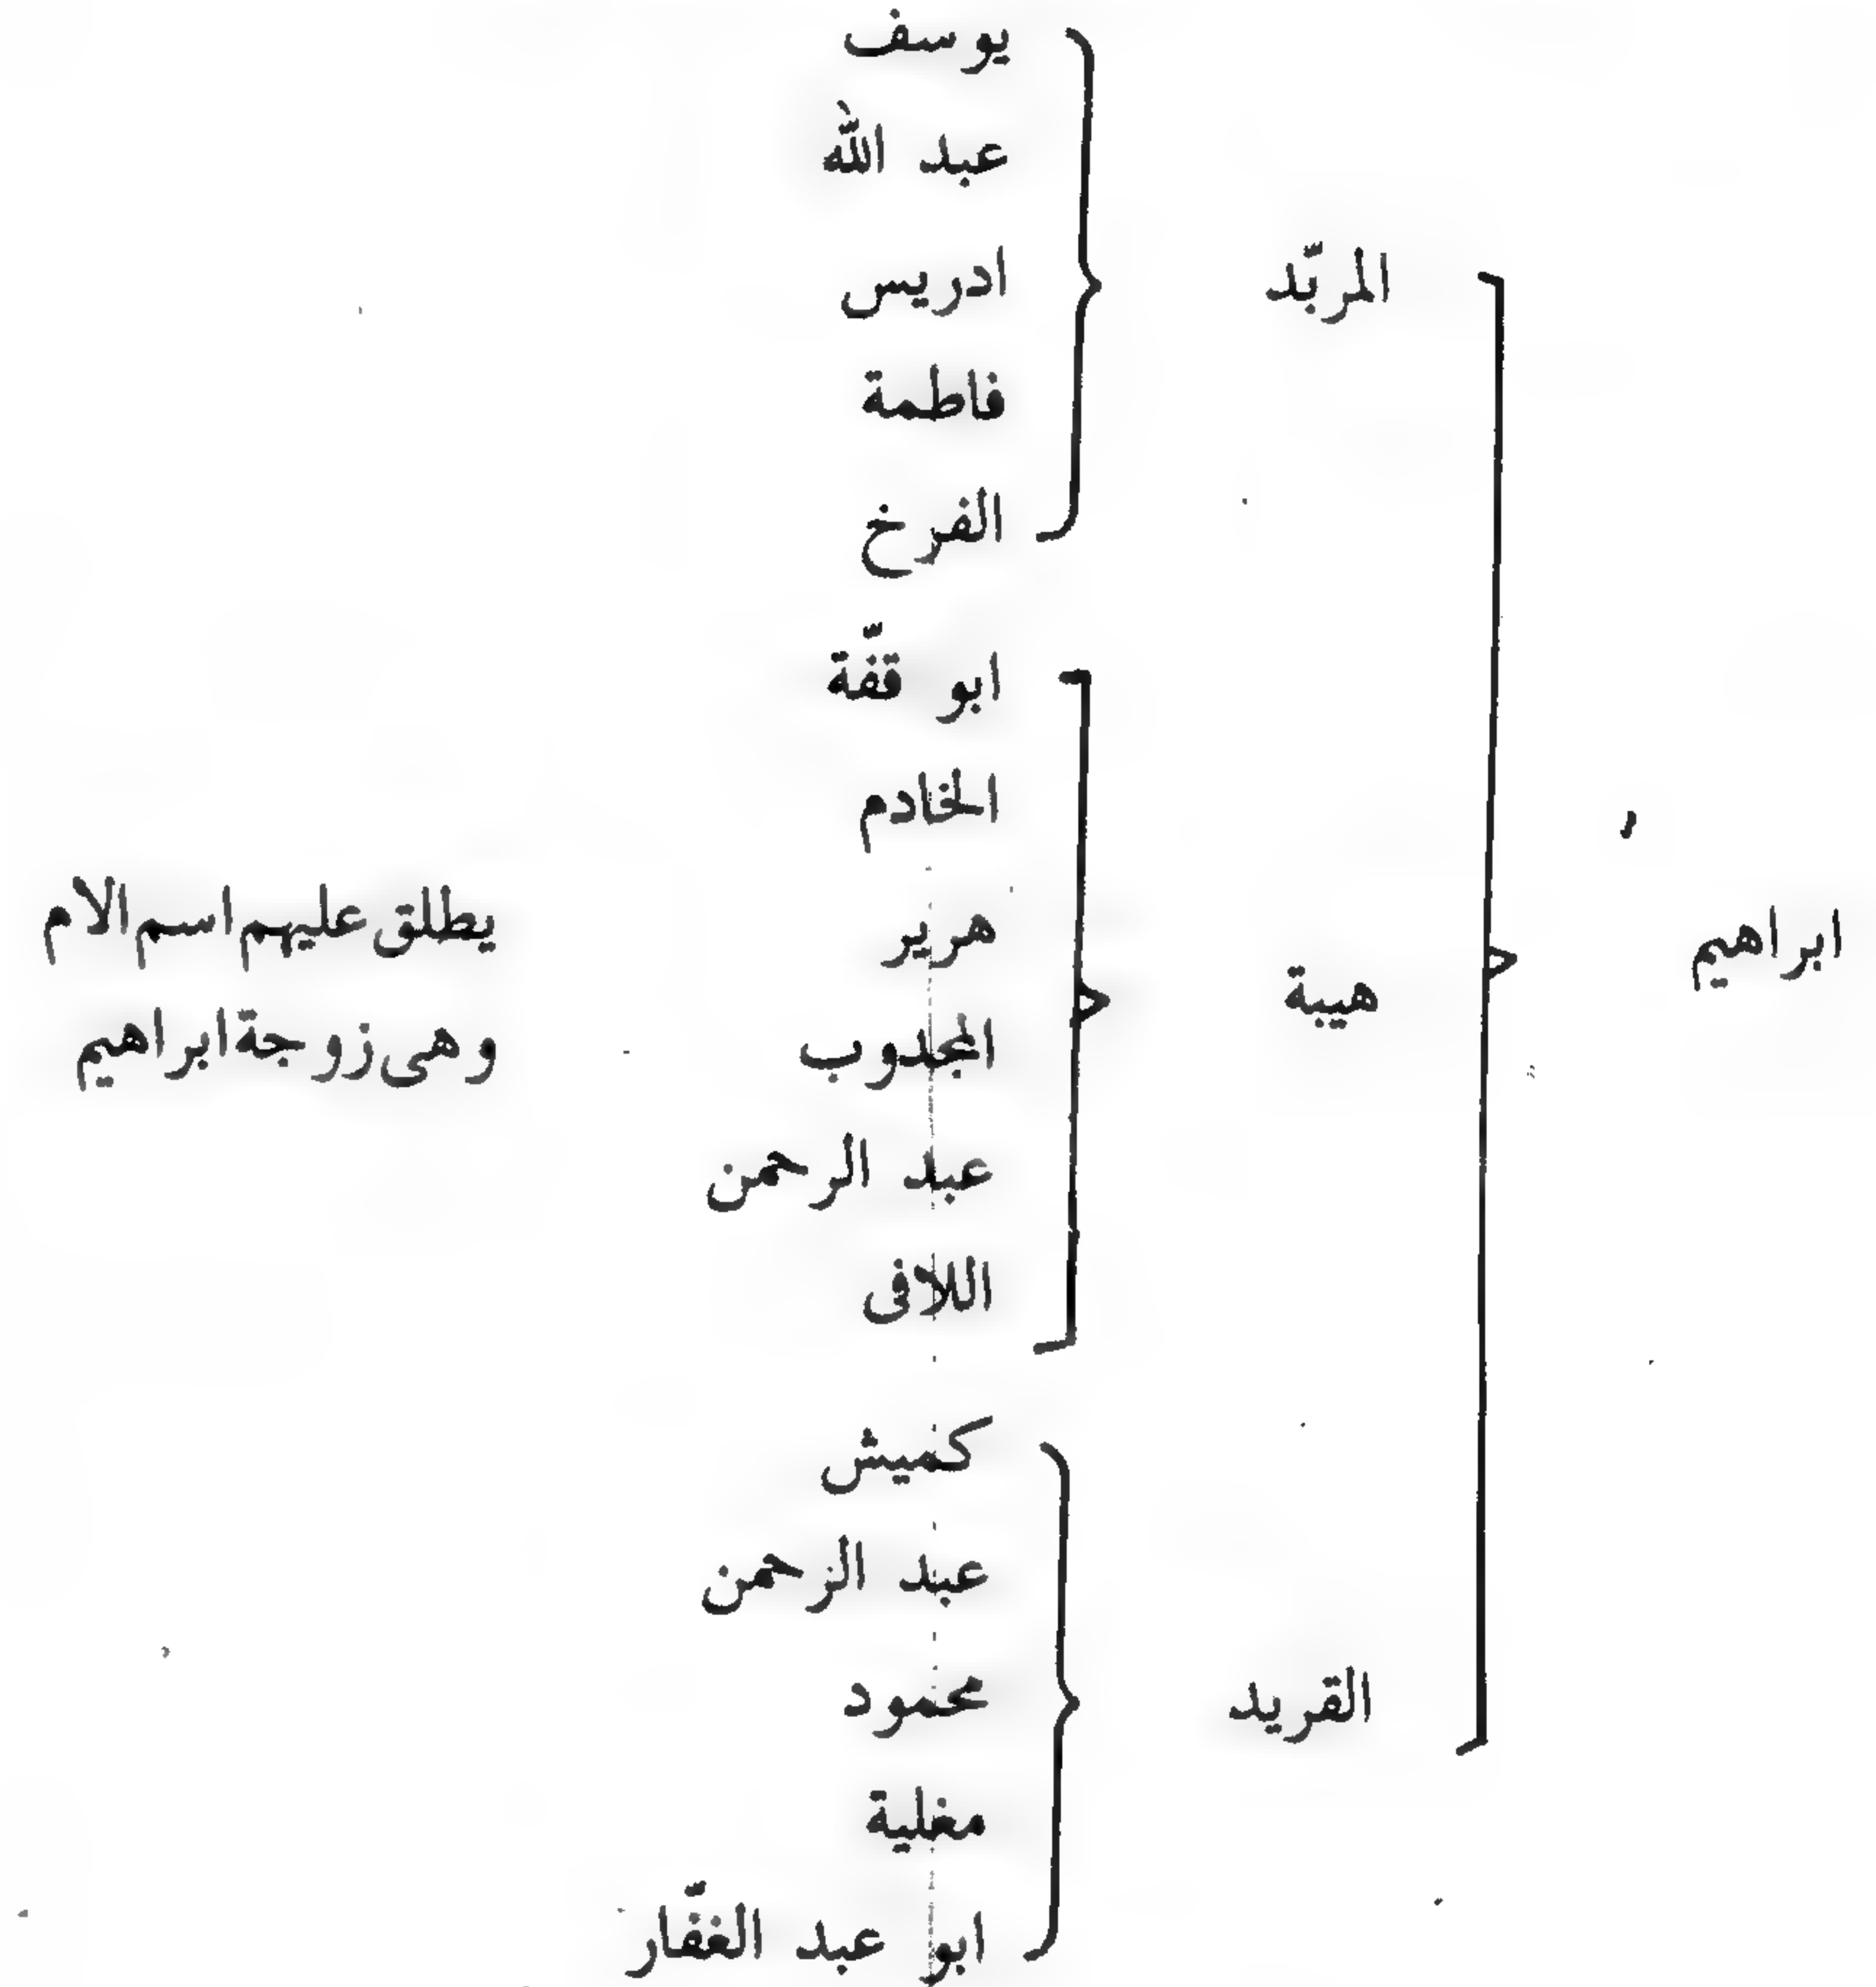 ابراهيم
المربّد
يوسف
عبد الله
ادريس
فاطمة
الفرخ
هيبة
ابو قفّة
الخادم
هرير
المجدوب
عبد الرحمن
اللافى
يطلق عليهم اسم الام
وهى زوجة ابراهيم
القريد
كميش
عبد الرحمن
محمود
مغلية
ابو عبد الغفّار